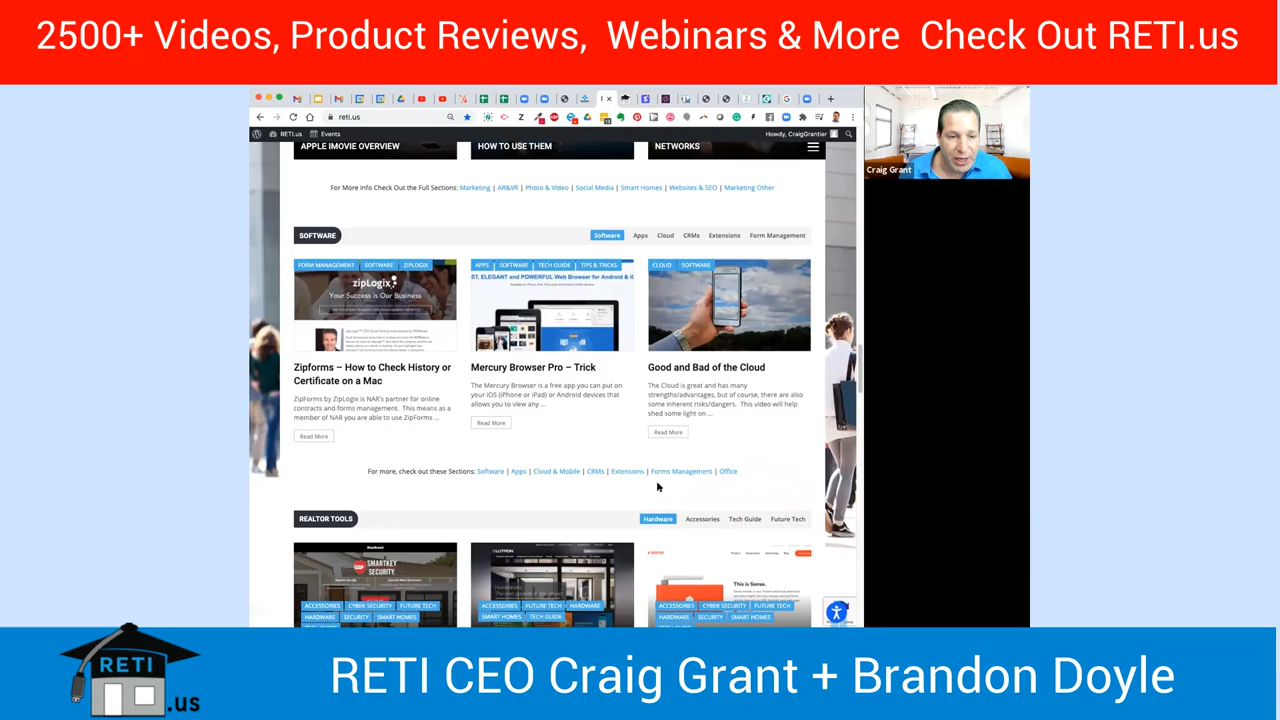 2500+ Videos, Product Reviews, Webinars & More Check Out RETI.us
reti.us
RETI.us Events
Howdy, CraigGrantier
Craig Grant
APPLE IMOVIE OVERVIEW
HOW TO USE THEM
NETWORKS
For More Info Check Out the Full Sections: Marketing | AR&VR | Photo & Video | Social Media | Smart Homes | Websites & SEO | Marketing Other
SOFTWARE
Software Apps Cloud CRMs Extensions Form Management
FORM MANAGEMENT SOFTWARE ZIPLOGIX
zipLogix
Your Success is Our Business
APPS SOFTWARE TECH GUIDE TIPS & TRICKS
ST, ELEGANT and POWERFUL Web Browser for Android & i
CLOUD SOFTWARE
Zipforms – How to Check History or
Certificate on a Mac
ZipForms by ZipLogix is NAR's partner for online
contracts and forms management. This means as a
member of NAR you are able to use ZipForms ...
Read More
Mercury Browser Pro – Trick
The Mercury Browser is a free app you can put on
your iOS (iPhone or iPad) or Android devices that
allows you to view any ...
Read More
Good and Bad of the Cloud
The Cloud is great and has many
strengths/advantages, but of course, there are also
some inherent risks/dangers. This video will help
shed some light on ...
Read More
For more, check out these Sections: Software | Apps | Cloud & Mobile | CRMs | Extensions | Forms Management | Office
REALTOR TOOLS
Hardware Accessories Tech Guide Future Tech
SMARTKEY
SECURITY
ACCESSORIES CYBER SECURITY FUTURE TECH
HARDWARE SECURITY SMART HOMES
LUTRON
ACCESSORIES FUTURE TECH HARDWARE
SMART HOMES TECH GUIDE
This is Sense.
ACCESSORIES CYBER SECURITY FUTURE TECH
HARDWARE SECURITY SMART HOMES
RETI
.us
RETI CEO Craig Grant + Brandon Doyle